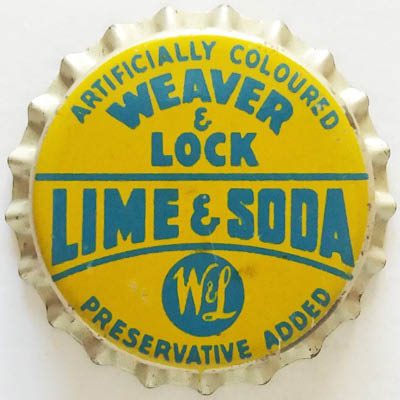 ARTIFICIALLY COLOURED
WEAVER
&
LOCK
LIME & SODA
W&L
PRESERVATIVE ADDED